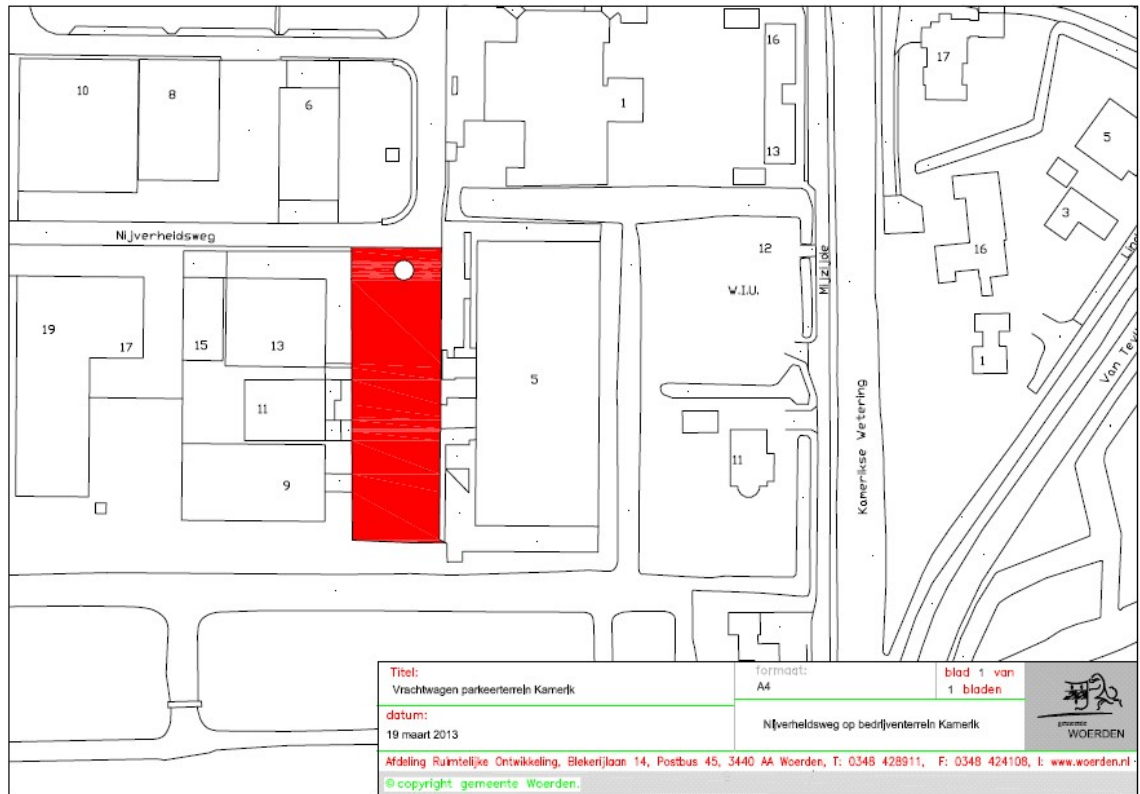 16
17
10
8
6
1
5
13
3
Nijverheidsweg
12
16
W.I.U.
Mijzijde
19
17
15
13
5
1
11
Kamerikse Wetering
11
9
Titel:
Vrachtwagen parkeerterrein Kamerik
formaat:
A4
blad 1 van
1 bladen
datum:
19 maart 2013
Nijverheidsweg op bedrijventerrein Kamerik
gemeente
WOERDEN
Afdeling Ruimtelijke Ontwikkeling, Blekerijlaan 14, Postbus 45, 3440 AA Woerden, T: 0348 428911, F: 0348 424108, I: www.woerden.nl
© copyright gemeente Woerden.